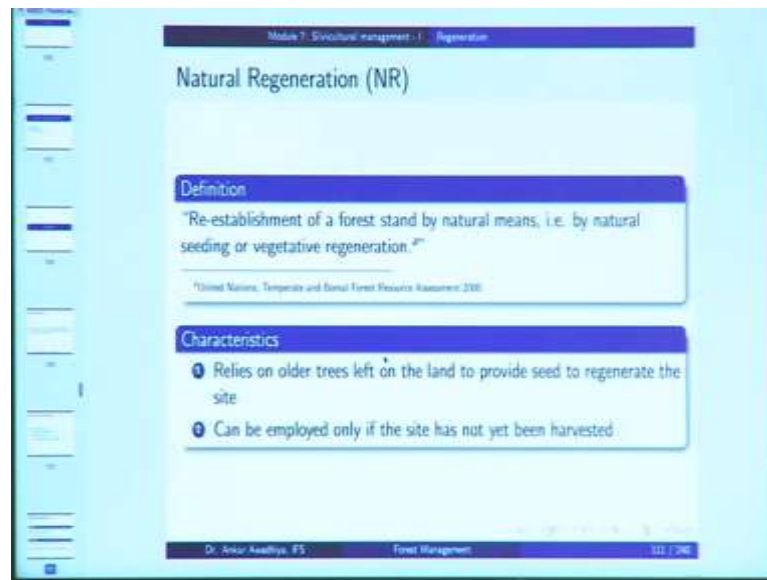 Module 7: Silvicultural management - I Regeneration
Natural Regeneration (NR)
Definition
"Re-establishment of a forest stand by natural means, i.e. by natural
seeding or vegetative regeneration.ᵃ"
ᵃUnited Nations, Temperate and Boreal Forest Resource Assessment 2000
Characteristics
1 Relies on older trees left on the land to provide seed to regenerate the
site
2 Can be employed only if the site has not yet been harvested
Dr. Ankur Awadhiya, IFS Forest Management